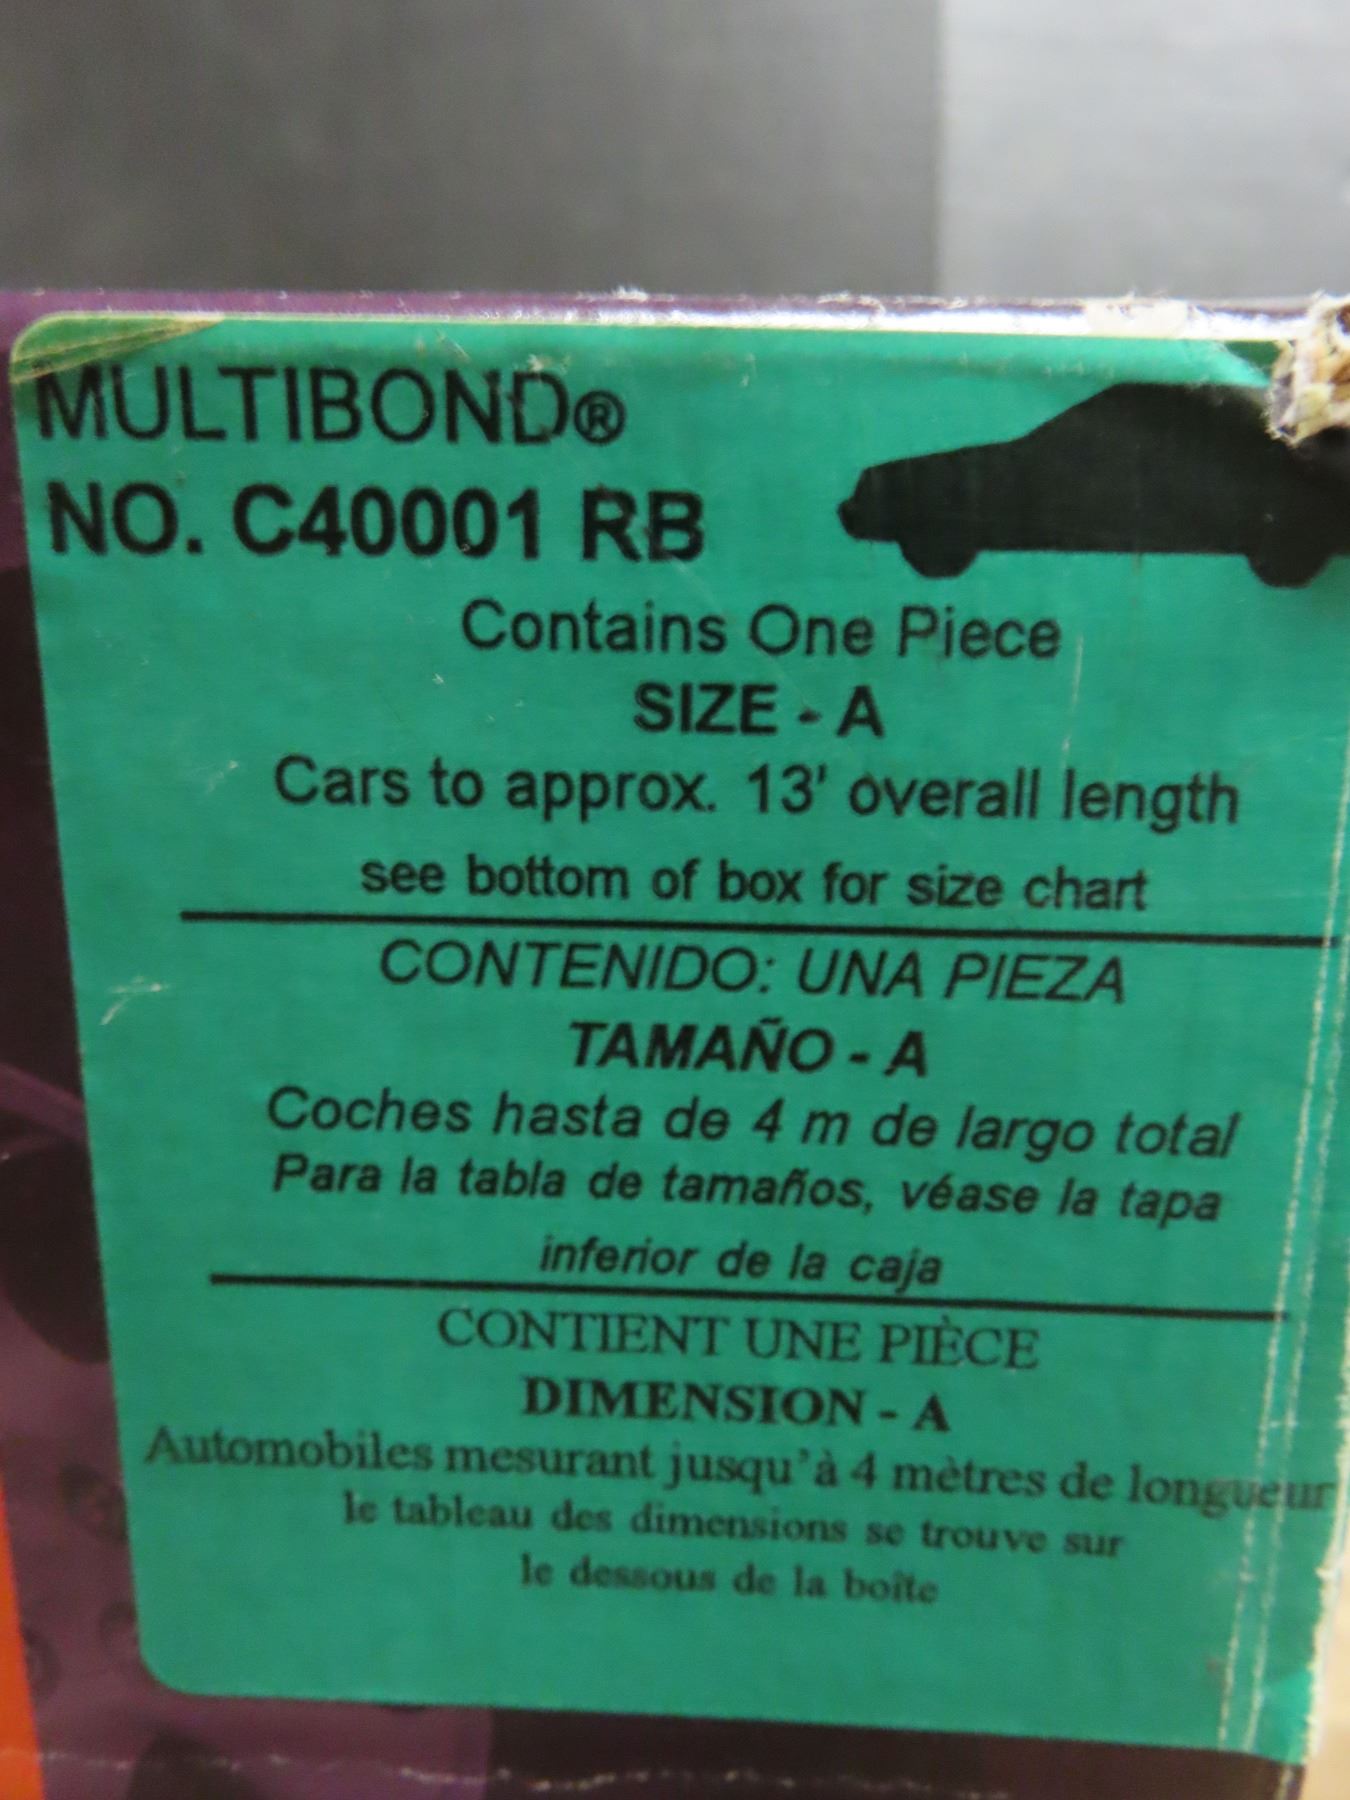 MULTIBOND®
NO. C40001 RB
Contains One Piece
SIZE - A
Cars to approx. 13' overall length
see bottom of box for size chart
CONTENIDO: UNA PIEZA
TAMAÑO - A
Coches hasta de 4 m de largo total
Para la tabla de tamaños, véase la tapa
inferior de la caja
CONTIENT UNE PIÈCE
DIMENSION - A
Automobiles mesurant jusqu'à 4 mètres de longueur
le tableau des dimensions se trouve sur
le dessous de la boîte